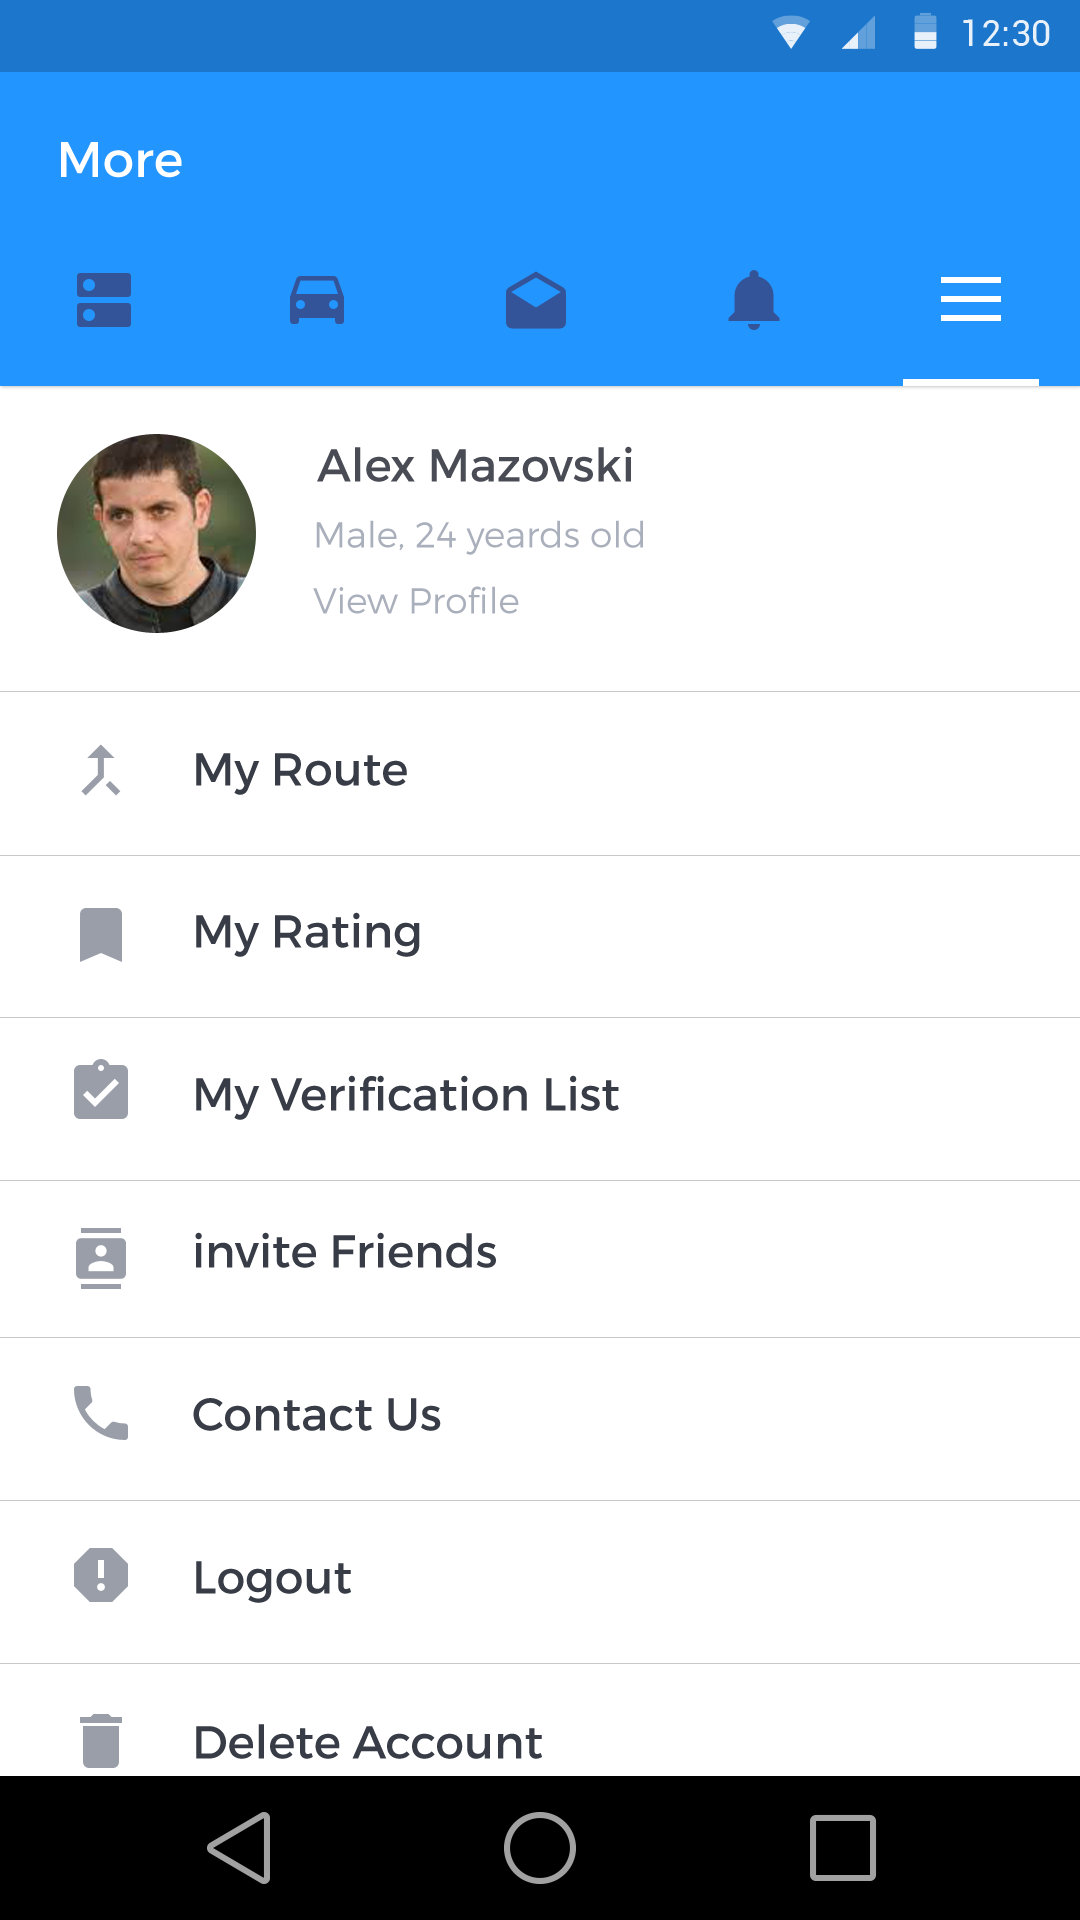 12:30
More
Alex Mazovski
Male, 24 yeards old
View Profile
My Route
My Rating
My Verification List
invite Friends
Contact Us
Logout
Delete Account